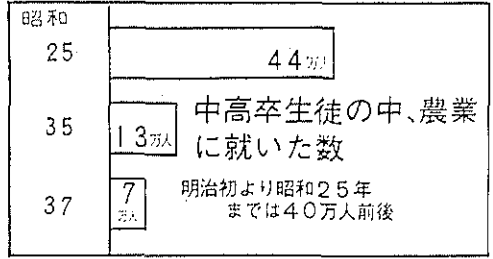 昭和
25
44万人
35
13万人
中高卒生徒の中、農業
に就いた数
37
7
万人
明治初より昭和25年
までは40万人前後